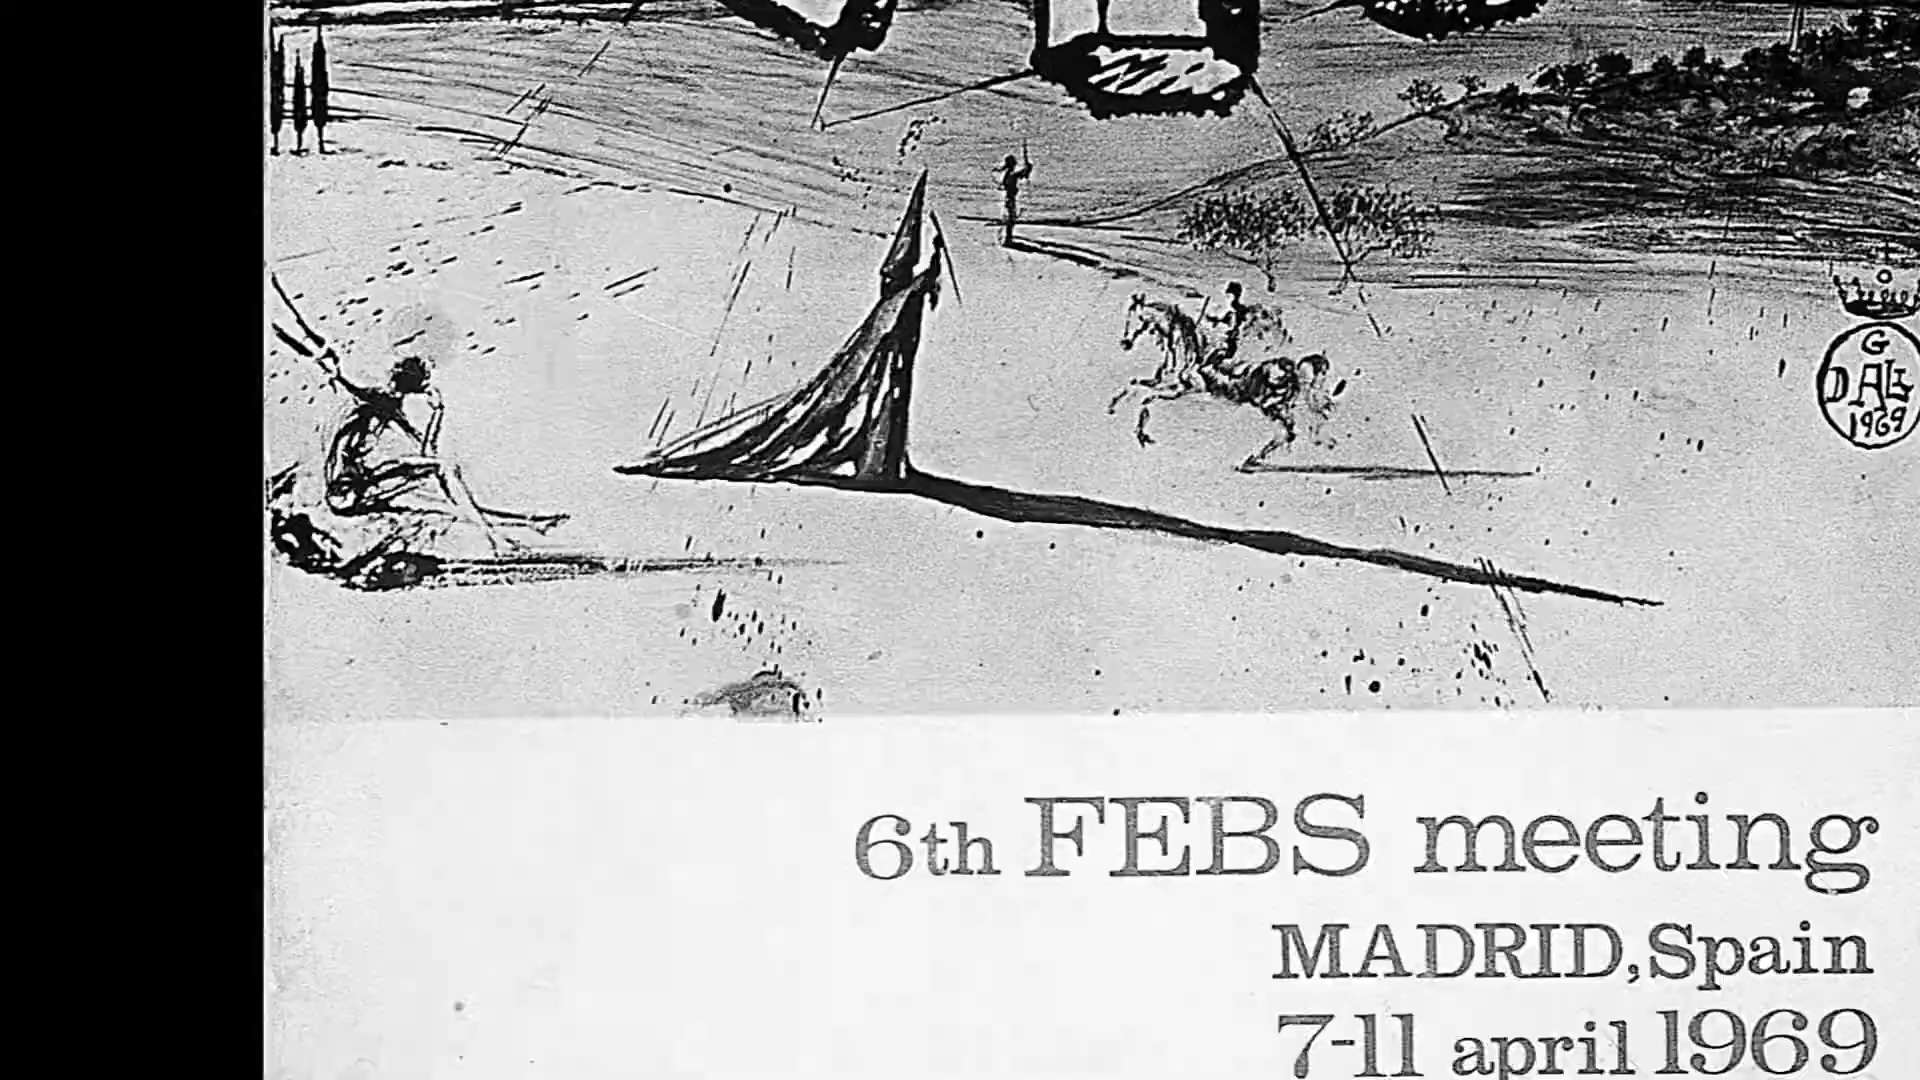 G
DALI
1969
6th FEBS meeting
MADRID, Spain
7-11 april 1969